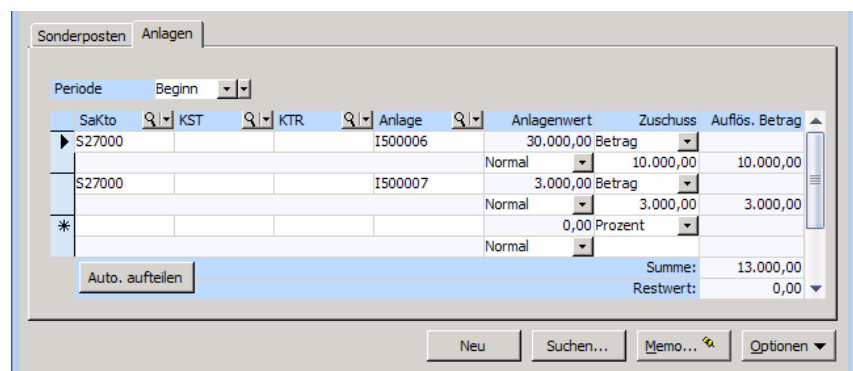 Sonderposten Anlagen
Periode Beginn
SaKto KST KTR Anlage Anlagenwert Zuschuss Auflös. Betrag
S27000 I500006 30.000,00 Betrag
Normal 10.000,00 10.000,00
S27000 I500007 3.000,00 Betrag
Normal 3.000,00 3.000,00
* 0,00 Prozent
Normal
Auto. aufteilen Summe: 13.000,00
Restwert: 0,00
Neu Suchen... Memo... Optionen